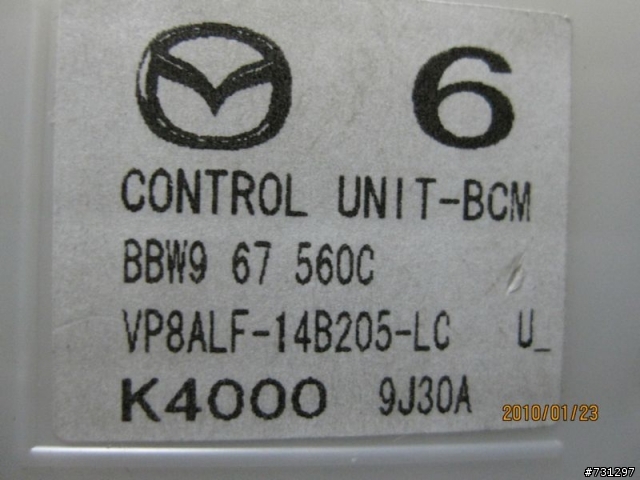 6
CONTROL UNIT-BCM
BBW9 67 560C
VP8ALF-14B205-LC U_
K4000 9J30A
2010/01/23
#731297